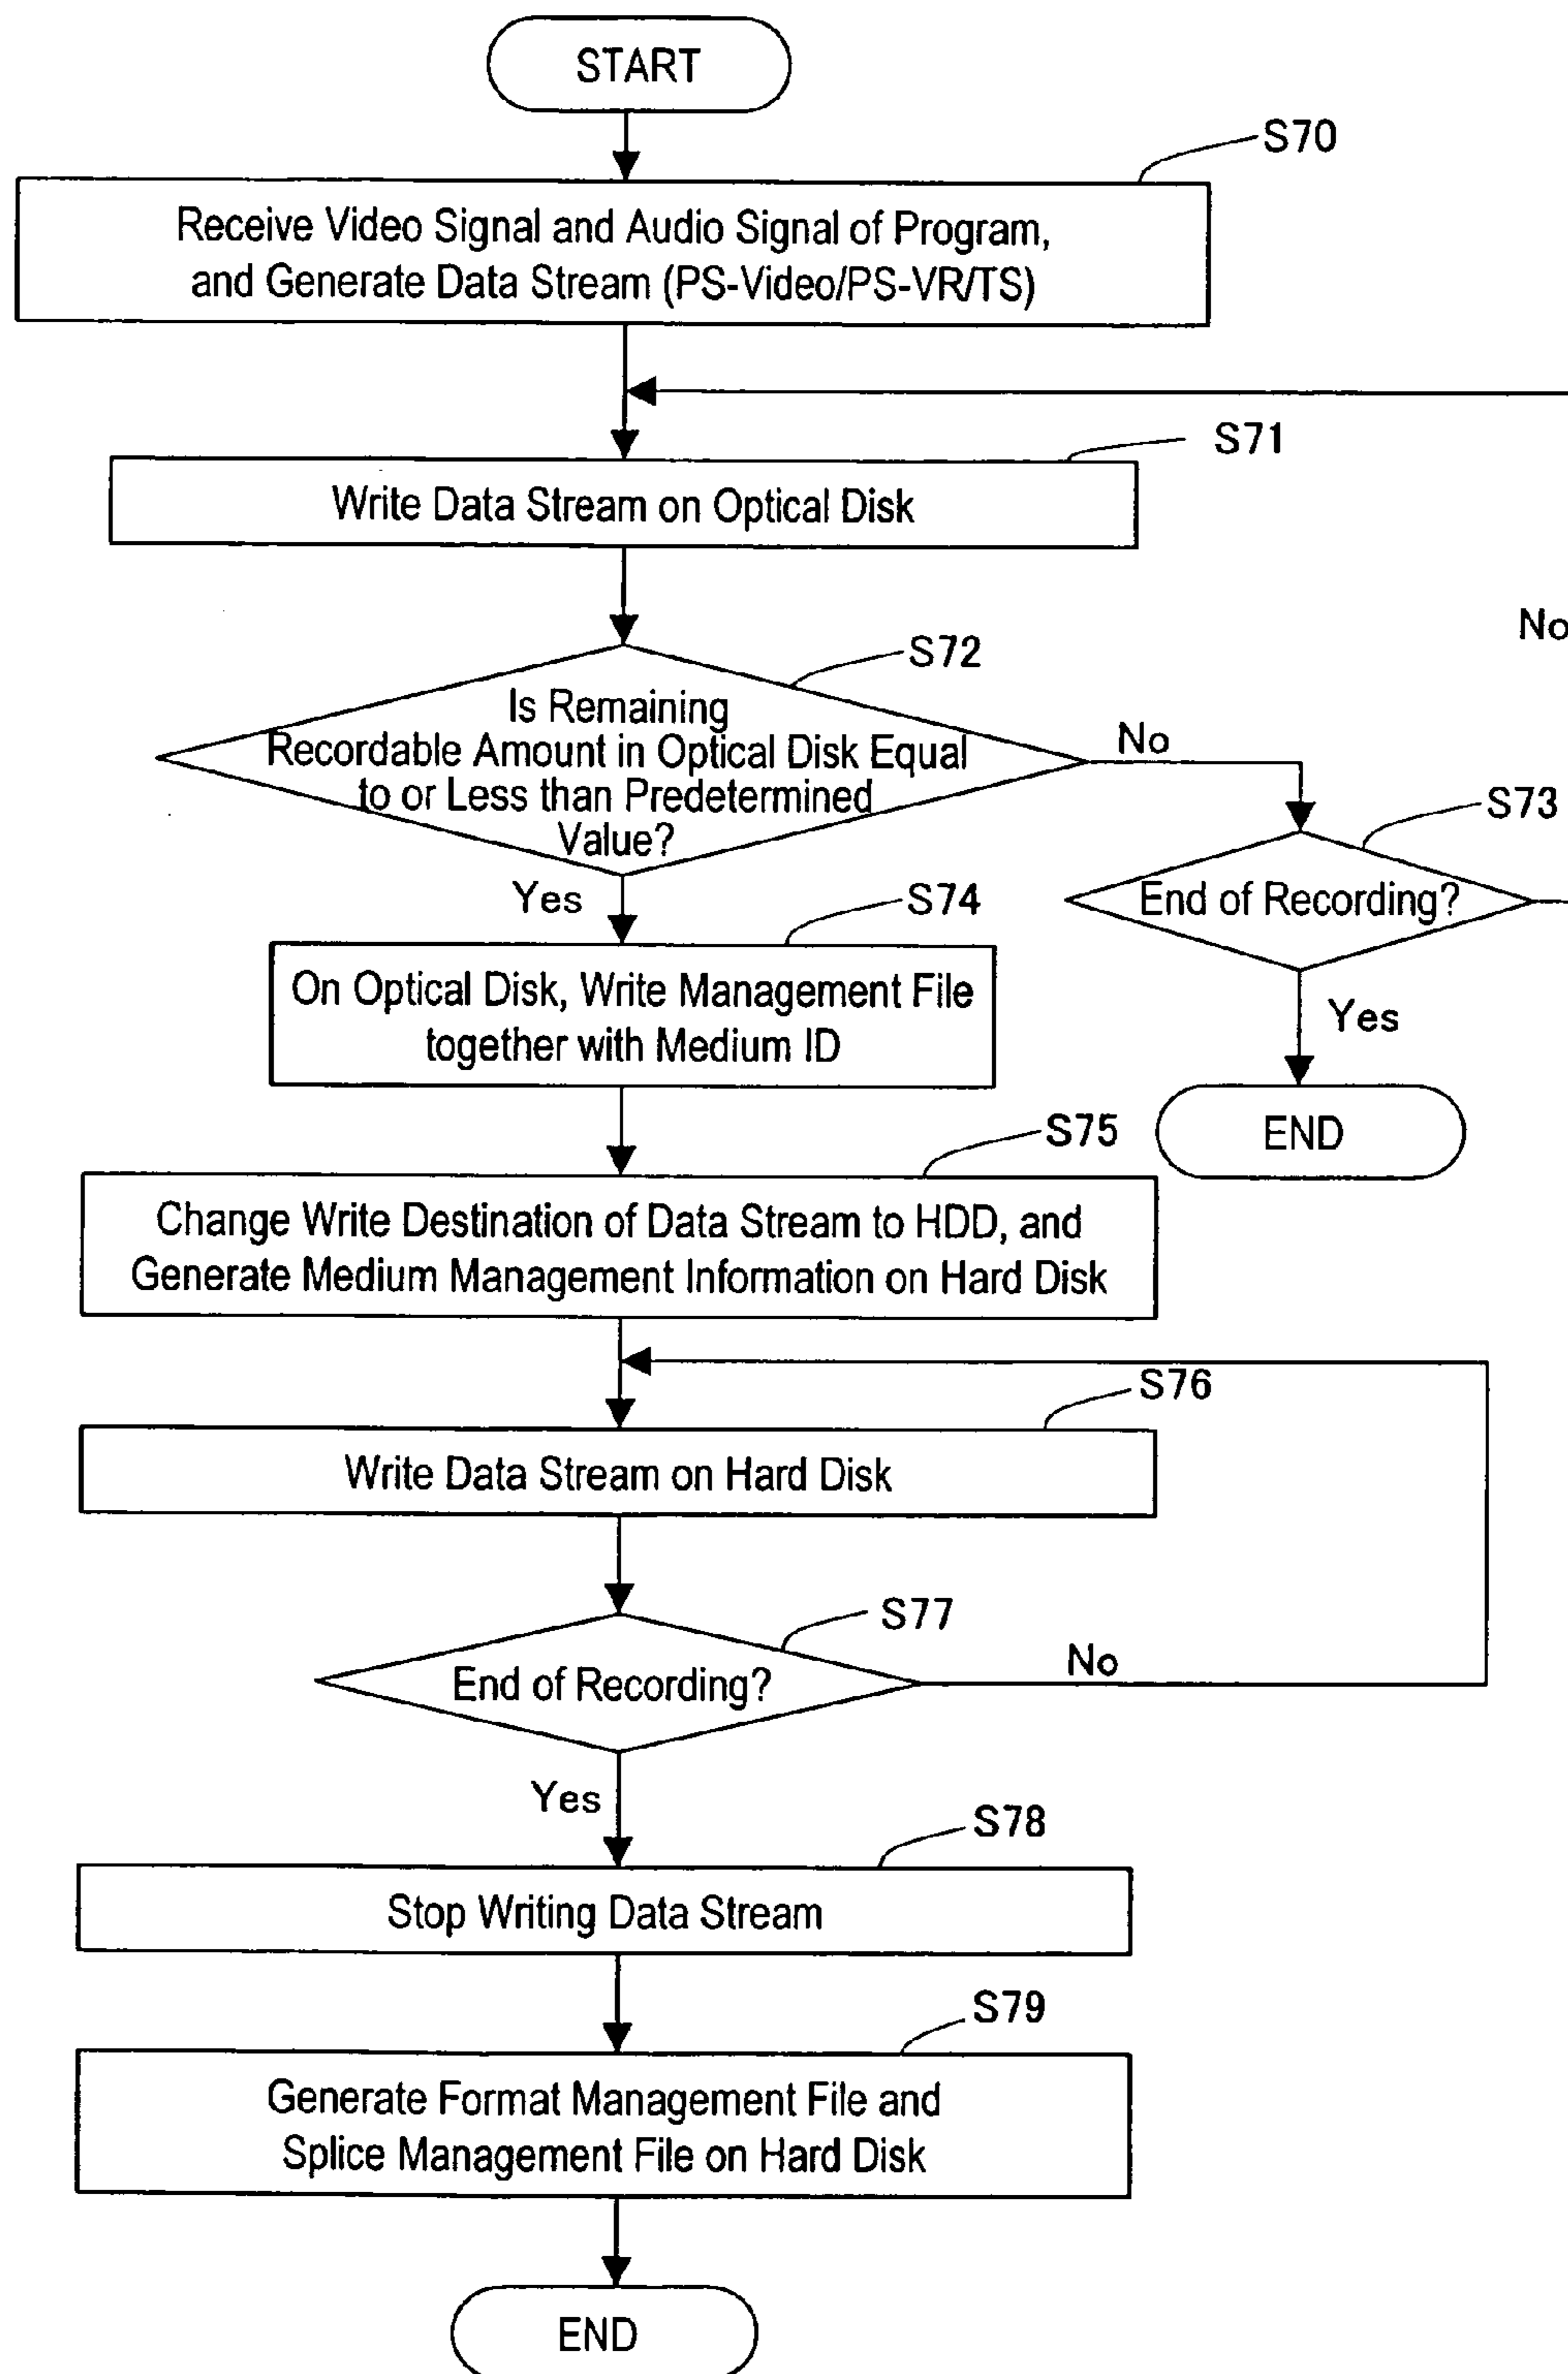 START
S70
Receive Video Signal and Audio Signal of Program,
and Generate Data Stream (PS-Video/PS-VR/TS)
S71
Write Data Stream on Optical Disk
No
S72
Is Remaining
Recordable Amount in Optical Disk Equal
to or Less than Predetermined
Value?
No
S73
End of Recording?
Yes
END
Yes
S74
On Optical Disk, Write Management File
together with Medium ID
S75
Change Write Destination of Data Stream to HDD, and
Generate Medium Management Information on Hard Disk
S76
Write Data Stream on Hard Disk
S77
End of Recording?
No
Yes
S78
Stop Writing Data Stream
S79
Generate Format Management File and
Splice Management File on Hard Disk
END